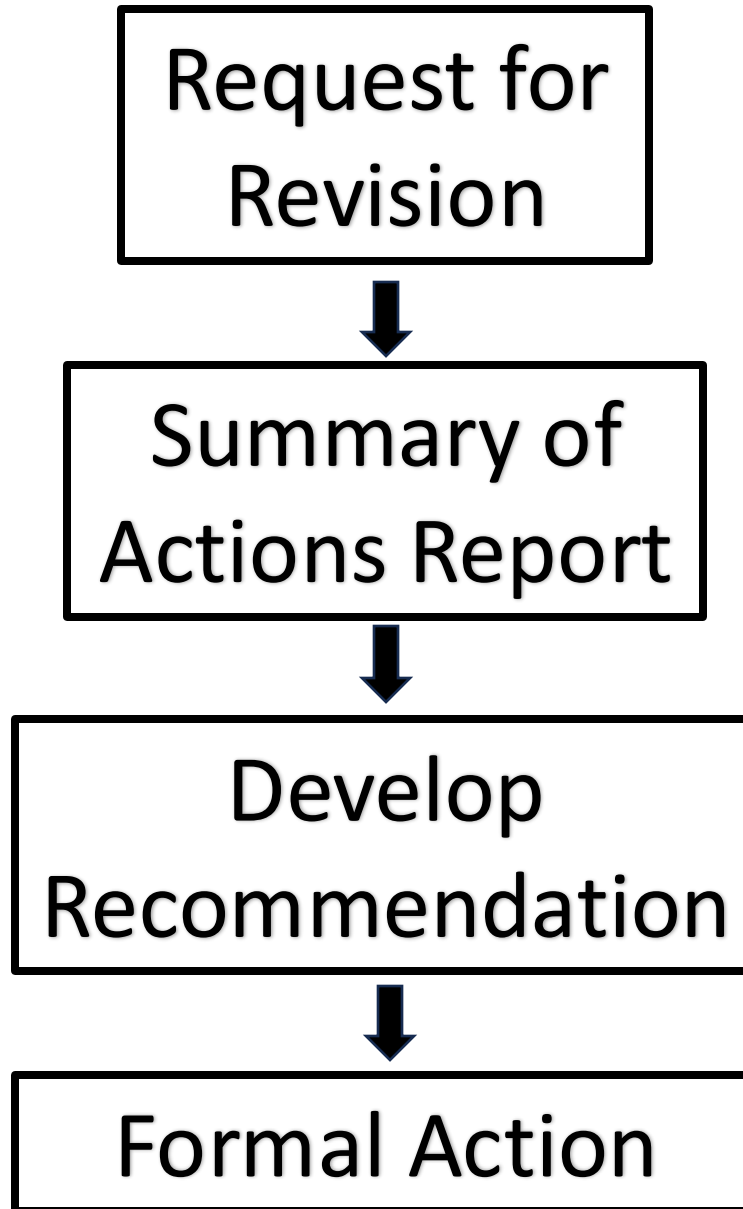 Request for
Revision
Summary of
Actions Report
Develop
Recommendation
Formal Action